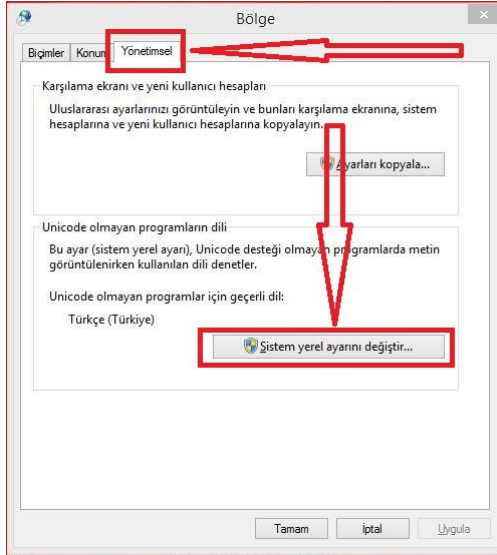 Bölge
Biçimler Konum Yönetimsel
Karşılama ekranı ve yeni kullanıcı hesapları
Uluslararası ayarlarınızı görüntüleyin ve bunları karşılama ekranına, sistem
hesaplarına ve yeni kullanıcı hesaplarına kopyalayın.
Ayarları kopyala...
Unicode olmayan programların dili
Bu ayar (sistem yerel ayarı), Unicode desteği olmayan programlarda metin
görüntülenirken kullanılan dili denetler.
Unicode olmayan programlar için geçerli dil:
Türkçe (Türkiye)
Sistem yerel ayarını değiştir...
Tamam İptal Uygula